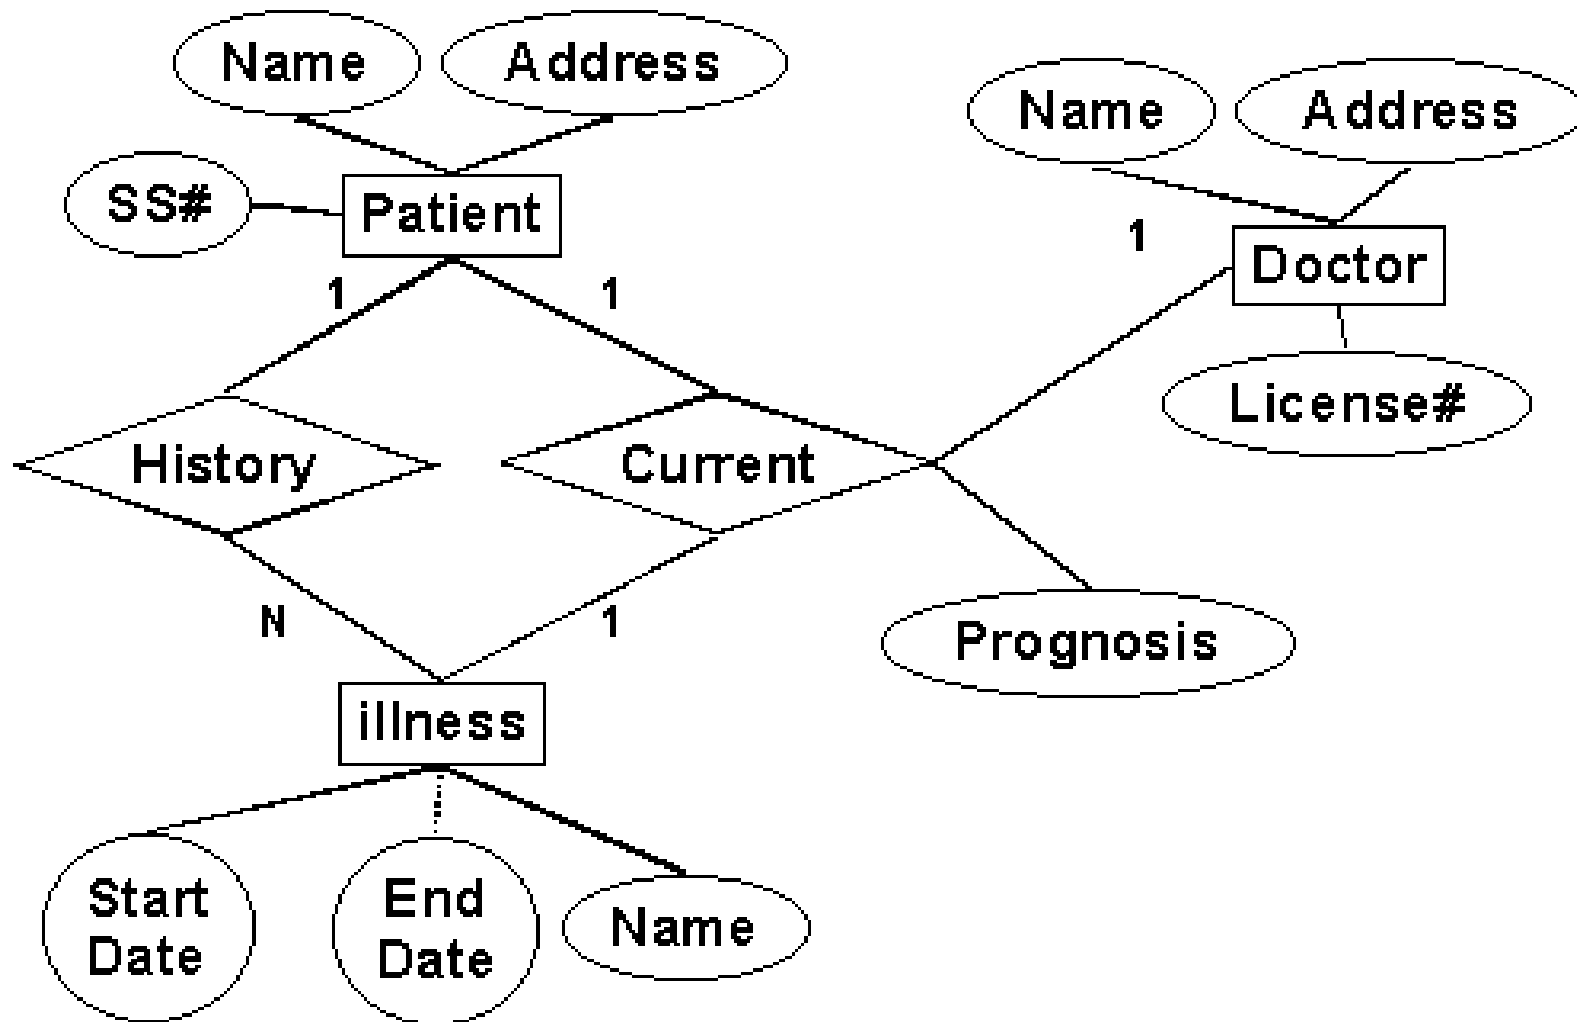 Name
Address
Name
Address
SS#
Patient
1
Doctor
1
1
License#
History
Current
N
1
Prognosis
illness
Start
Date
End
Date
Name